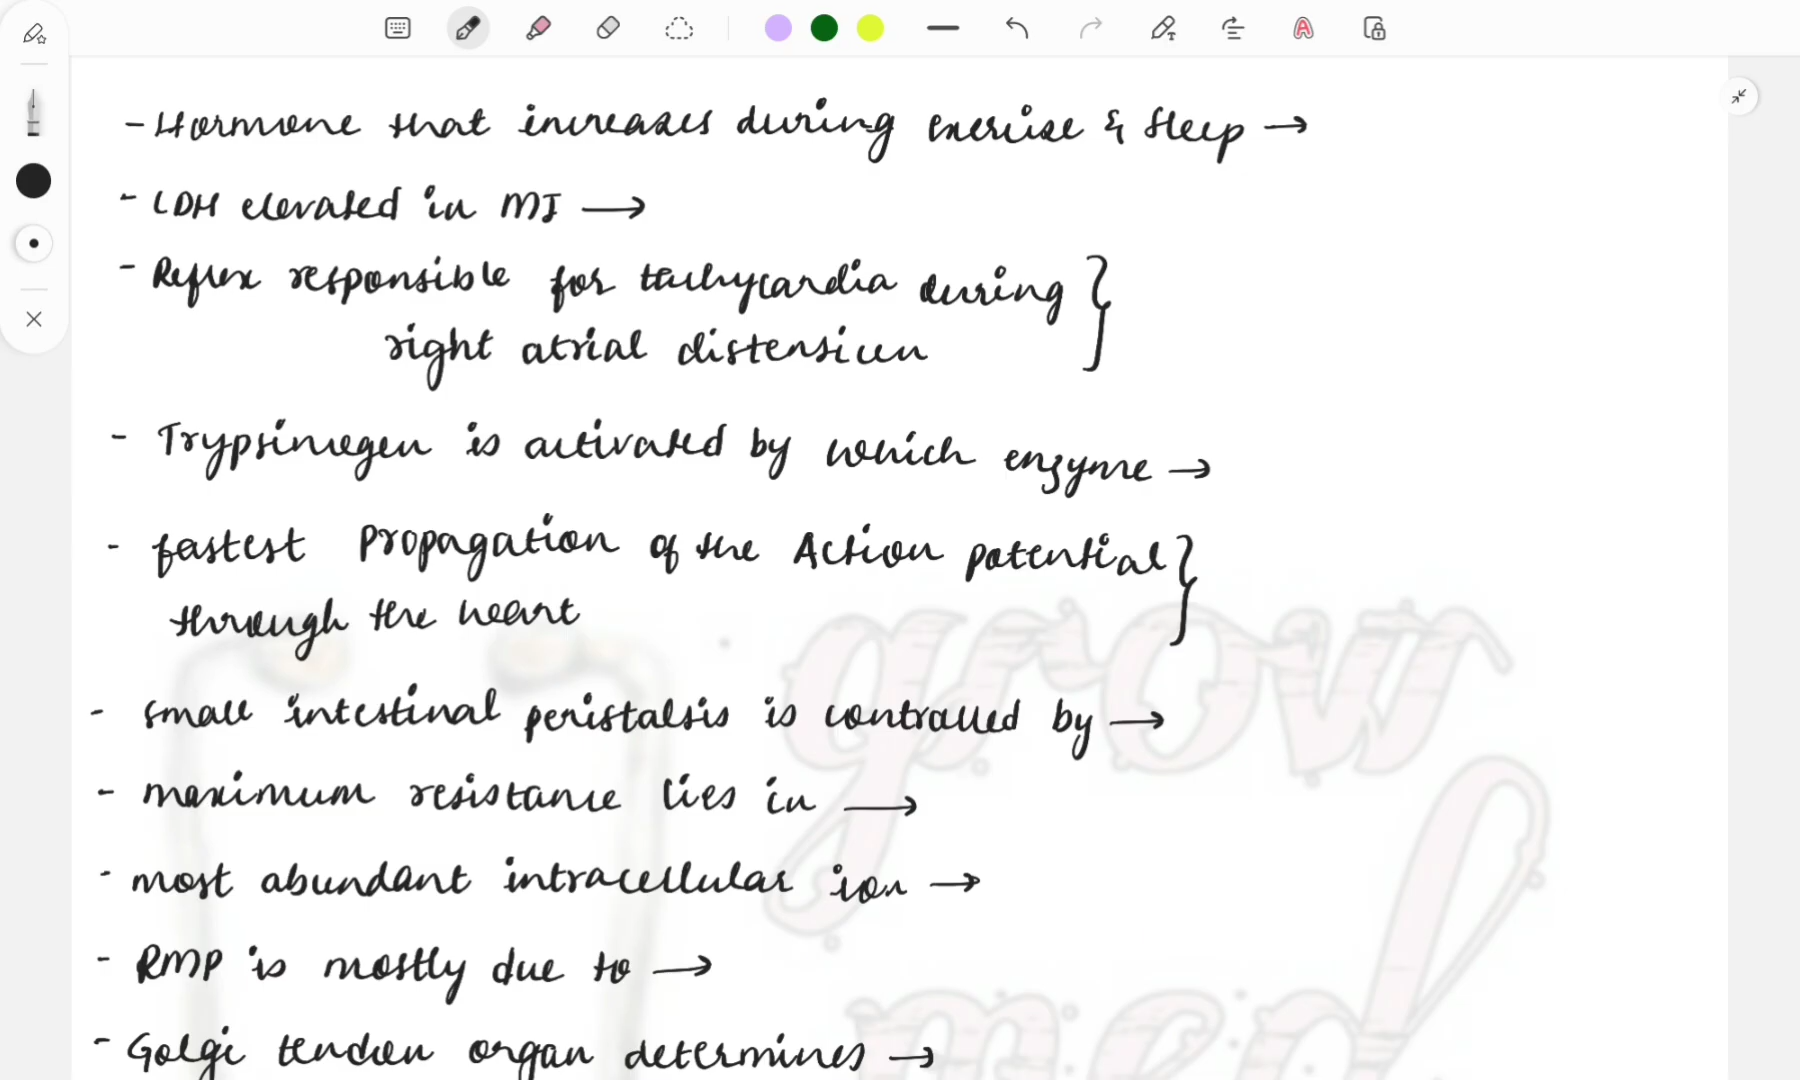 - Hormone that increases during exercise & sleep →
- LDH elevated in MI →
- Reflex responsible for tachycardia during }
right atrial distension
- Trypsinogen is activated by which enzyme →
- fastest Propagation of the Action potential }
through the heart
- small intestinal peristalsis is controlled by →
- maximum resistance lies in →
- most abundant intracellular ion →
- RMP is mostly due to →
- Golgi tendon organ determines →
grow
med